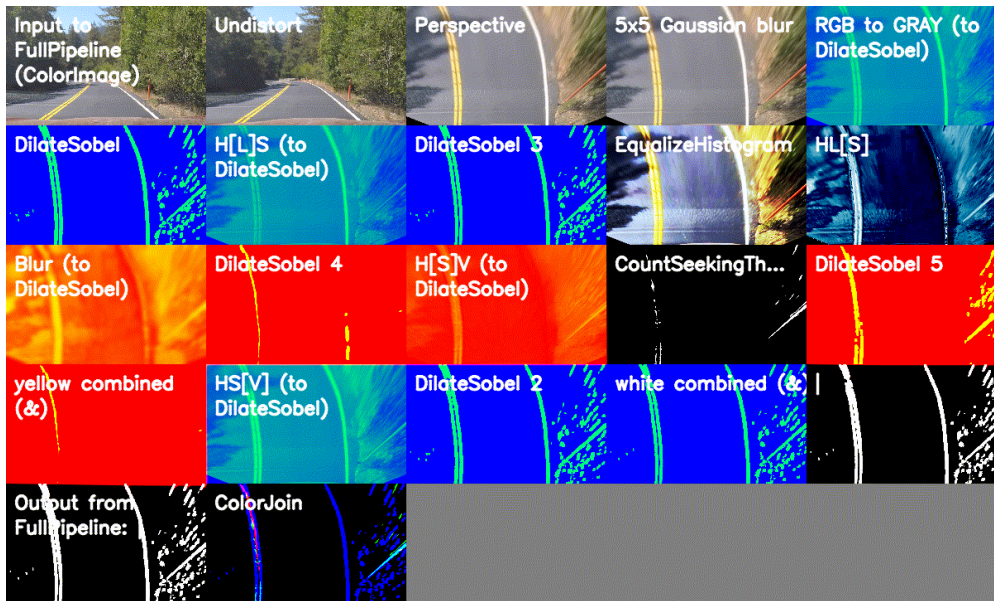 Input to
FullPipeline
(ColorImage)
Undistort
Perspective
5x5 Gaussian blur
RGB to GRAY (to
DilateSobel)
DilateSobel
H[L]S (to
DilateSobel)
DilateSobel 3
EqualizeHistogram
HL[S]
Blur (to
DilateSobel)
DilateSobel 4
H[S]V (to
DilateSobel)
CountSeekingTh...
DilateSobel 5
yellow combined
(&)
HS[V] (to
DilateSobel)
DilateSobel 2
white combined (&)
|
Output from
FullPipeline: |
ColorJoin